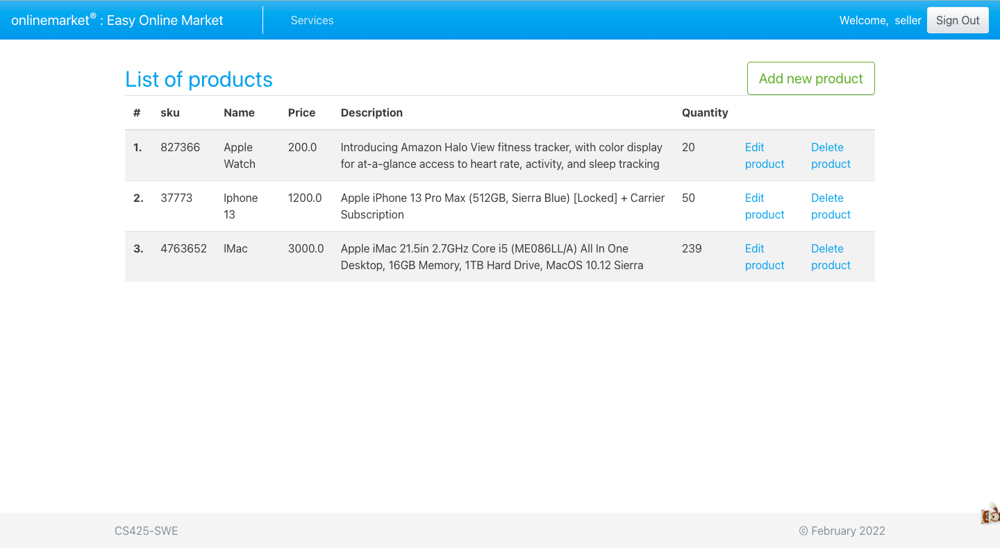 onlinemarket® : Easy Online Market Services Welcome, seller Sign Out
List of products Add new product
# sku Name Price Description Quantity
1. 827366 Apple Watch 200.0 Introducing Amazon Halo View fitness tracker, with color display for at-a-glance access to heart rate, activity, and sleep tracking 20 Edit product Delete product
2. 37773 Iphone 13 1200.0 Apple iPhone 13 Pro Max (512GB, Sierra Blue) [Locked] + Carrier Subscription 50 Edit product Delete product
3. 4763652 IMac 3000.0 Apple iMac 21.5in 2.7GHz Core i5 (ME086LL/A) All In One Desktop, 16GB Memory, 1TB Hard Drive, MacOS 10.12 Sierra 239 Edit product Delete product
CS425-SWE © February 2022